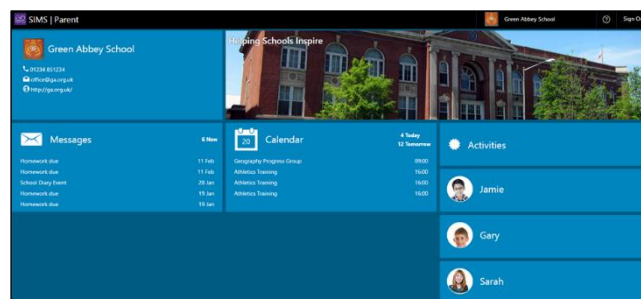 SIMS | Parent
Green Abbey School
Sign O
Green Abbey School
01234 851234
office@ga.org.uk
http://ga.org.uk/
Helping Schools Inspire
Messages
6 New
Homework due 11 Feb
Homework due 11 Feb
School Diary Event 28 Jan
Homework due 19 Jan
Homework due 19 Jan
20
Calendar
4 Today
12 Tomorrow
Geography Progress Group 09:00
Athletics Training 16:00
Athletics Training 16:00
Athletics Training 16:00
Activities
Jamie
Gary
Sarah